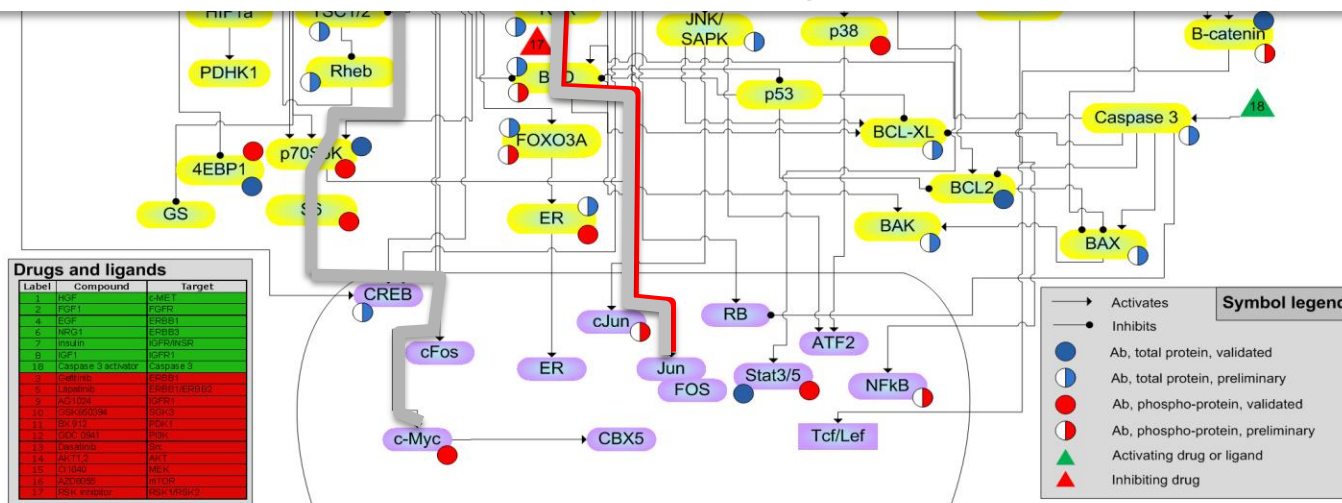 HIF1a
TSC1/2
JNK/
SAPK
p38
B-catenin
17
PDHK1
Rheb
p53
Caspase 3
18
FOXO3A
BCL-XL
4EBP1
p70S6K
BCL2
GS
S6
ER
BAK
BAX
Drugs and ligands
Label Compound Target
1 HGF c-MET
2 FGF1 FGFR
4 EGF ERBB1
6 NRG1 ERBB3
7 insulin IGFR/INSR
8 IGF1 IGFR1
18 Caspase 3 activator Caspase 3
3 Gefitinib ERBB1
5 Lapatinib ERBB1/ERBB2
9 AG1024 IGFR1
10 GSK650394 SGK3
11 BX 912 PDK1
12 GDC 0941 PI3K
13 Dasatinib Src
14 AKT1,2 AKT
15 CI1040 MEK
16 AZD8055 mTOR
17 RSK inhibitor RSK1/RSK2
CREB
cFos
cJun
RB
ATF2
ER
Jun
FOS
Stat3/5
NFkB
c-Myc
CBX5
Tcf/Lef
Symbol legend
Activates
Inhibits
Ab, total protein, validated
Ab, total protein, preliminary
Ab, phospho-protein, validated
Ab, phospho-protein, preliminary
Activating drug or ligand
Inhibiting drug